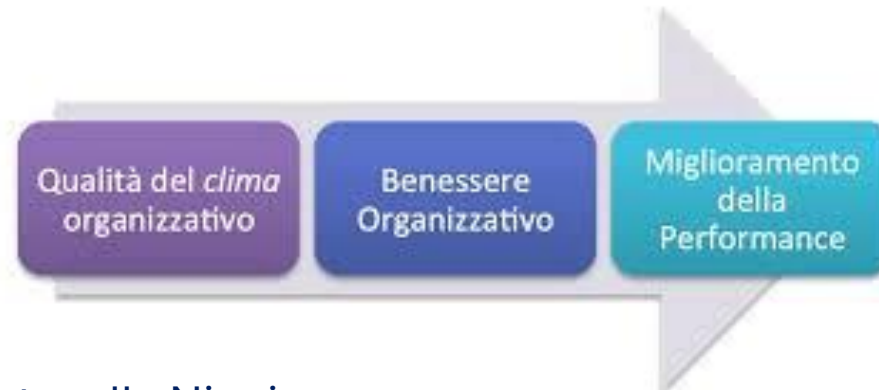 Qualità del clima
organizzativo
Benessere
Organizzativo
Miglioramento
della
Performance